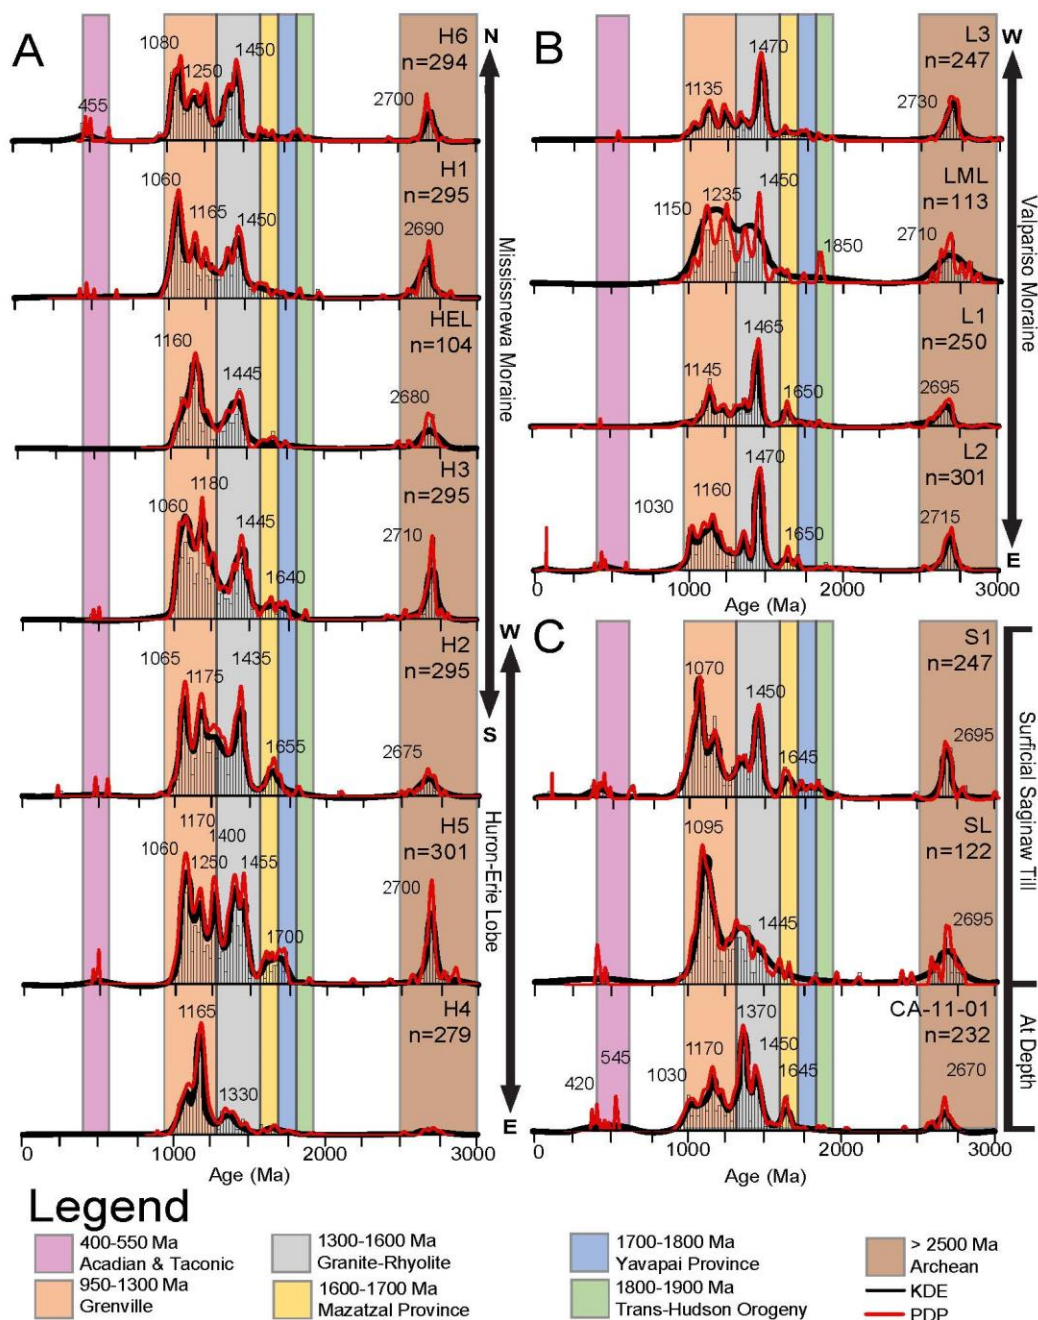 A
H6
n=294
1080
1250
1450
455
2700
N
H1
n=295
1060
1165
1450
2690
HEL
n=104
1160
1445
2680
H3
n=295
1060
1180
1445
1640
2710
Mississnewa Moraine
W
H2
n=295
1065
1175
1435
1655
2675
S
H5
n=301
1060
1170
1250
1400
1455
1700
2700
Huron-Erie Lobe
H4
n=279
1165
1330
E
0
1000
2000
3000
Age (Ma)
B
L3
n=247
1135
1470
2730
W
LML
n=113
1150
1235
1450
1850
2710
L1
n=250
1145
1465
1650
2695
L2
n=301
1030
1160
1470
1650
2715
Valpariso Moraine
E
0
1000
2000
3000
Age (Ma)
C
S1
n=247
1070
1450
1645
2695
SL
n=122
1095
1445
2695
Surficial Saginaw Till
CA-11-01
n=232
420
545
1030
1170
1370
1450
1645
2670
At Depth
0
1000
2000
3000
Age (Ma)
Legend
400-550 Ma
Acadian & Taconic
950-1300 Ma
Grenville
1300-1600 Ma
Granite-Rhyolite
1600-1700 Ma
Mazatzal Province
1700-1800 Ma
Yavapai Province
1800-1900 Ma
Trans-Hudson Orogeny
> 2500 Ma
Archean
KDE
PDP